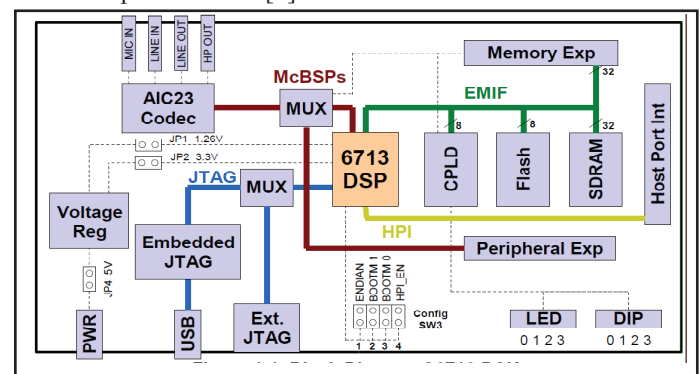 MIC IN
LINE IN
LINE OUT
HP OUT
Memory Exp
32
McBSPs
EMIF
AIC23
Codec
MUX
8
8
32
JP1 1.26V
JP2 3.3V
6713
DSP
CPLD
Flash
SDRAM
Host Port Int
JTAG
MUX
Voltage
Reg
HPI
Embedded
JTAG
Peripheral Exp
JP4 5V
ENDIAN
BOOTM 1
BOOTM 0
HPI_EN
Config
SW3
PWR
USB
Ext.
JTAG
1 2 3 4
LED
DIP
0 1 2 3
0 1 2 3